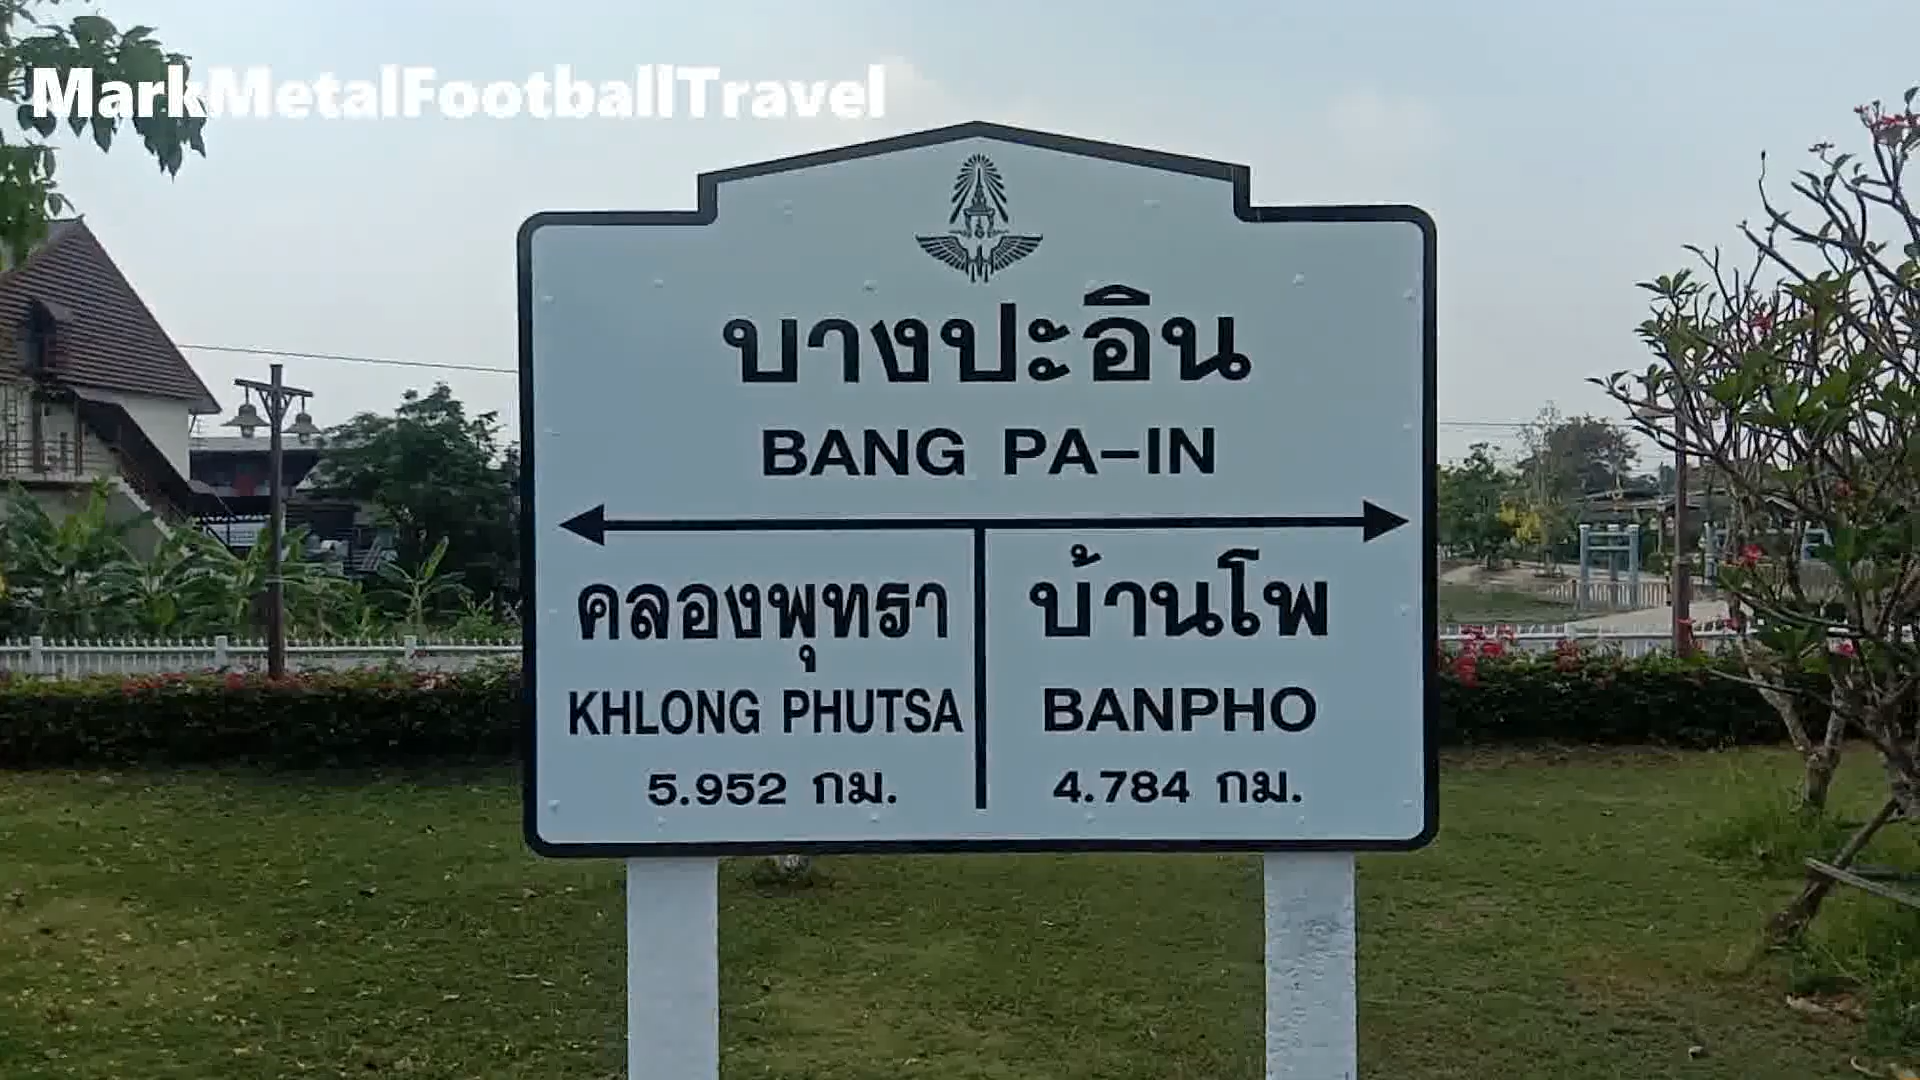 MarkMetalFootballTravel
บางปะอิน
BANG PA-IN
คลองพุทรา
KHLONG PHUTSA
5.952 กม.
บ้านโพ
BANPHO
4.784 กม.